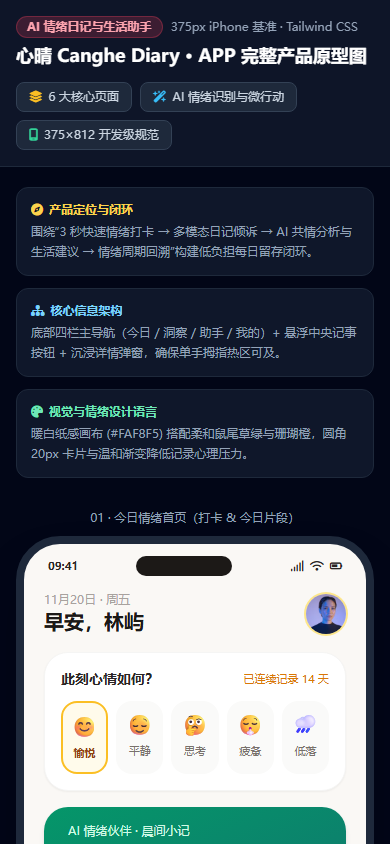 AI 情绪日记与生活助手 375px iPhone 基准 · Tailwind CSS
心晴 Canghe Diary • APP 完整产品原型图
6 大核心页面
AI 情绪识别与微行动
375×812 开发级规范
产品定位与闭环
围绕“3 秒快速情绪打卡 → 多模态日记倾诉 → AI 共情分析与
生活建议 → 情绪周期回溯”构建低负担每日留存闭环。
核心信息架构
底部四栏主导航（今日 / 洞察 / 助手 / 我的）+ 悬浮中央记事
按钮 + 沉浸详情弹窗，确保单手拇指热区可及。
视觉与情绪设计语言
暖白纸感画布 (#FAF8F5) 搭配柔和鼠尾草绿与珊瑚橙，圆角
20px 卡片与温和渐变降低记录心理压力。
01 · 今日情绪首页（打卡 & 今日片段）
09:41
11月20日 · 周五
早安，林屿
此刻心情如何？
已连续记录 14 天
愉悦
平静
思考
疲惫
低落
AI 情绪伙伴 · 晨间小记